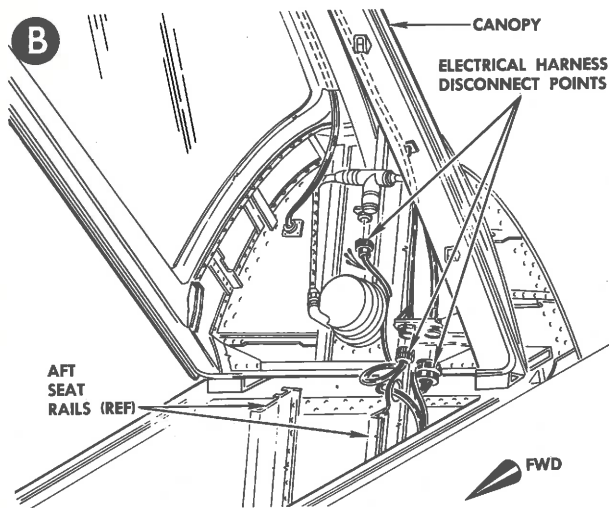 B
CANOPY
ELECTRICAL HARNESS
DISCONNECT POINTS
AFT
SEAT
RAILS (REF)
FWD